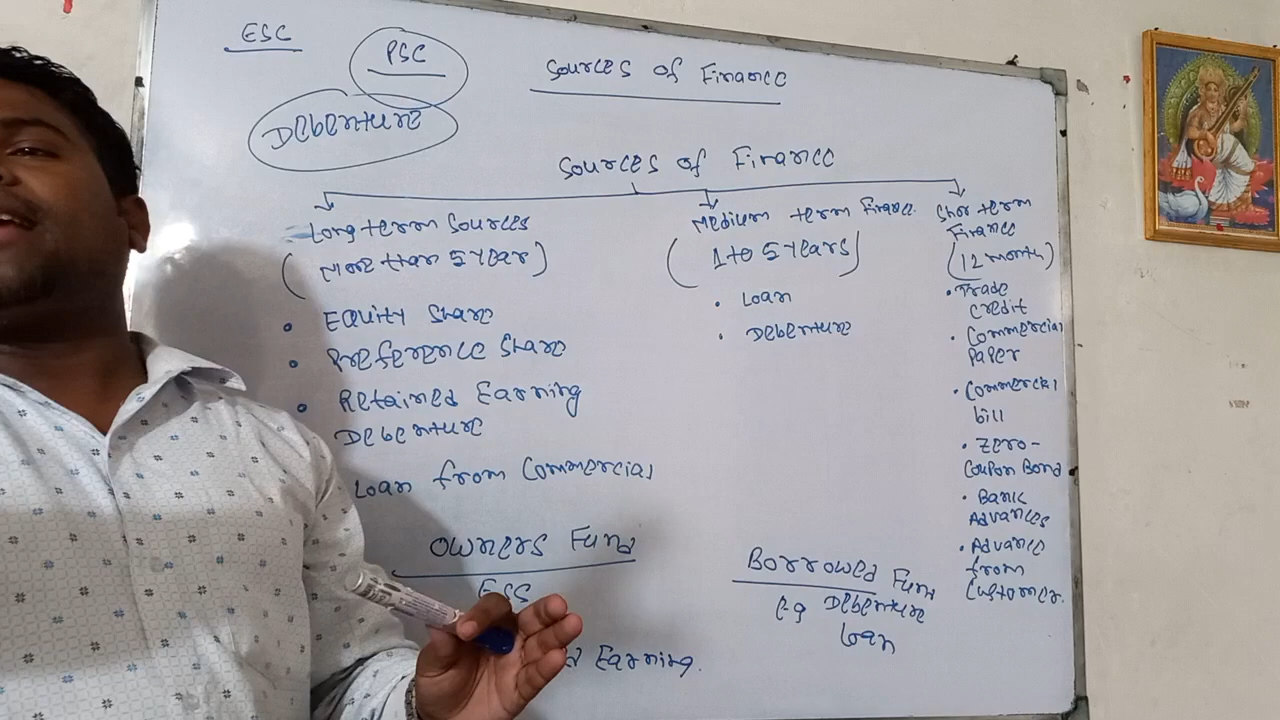 ESC
PSC
Debenture
Sources of Finance
Sources of Finance
Long term Sources
(More than 5 Year)
• Equity Share
• Preference Share
• Retained Earning
Debenture
Loan from Commercial
Medium term Finance.
(1 to 5 Years)
• Loan
• Debenture
Shor term
Finance
(12 month)
• Trade
Credit
• Commercial
Paper
• Commercial
bill
• Zero-
Coupon Bond
• Bank
Advances
• Advance
from
Customer.
Owners Fund
Earning.
Borrowed Fund
eg Debenture
Loan